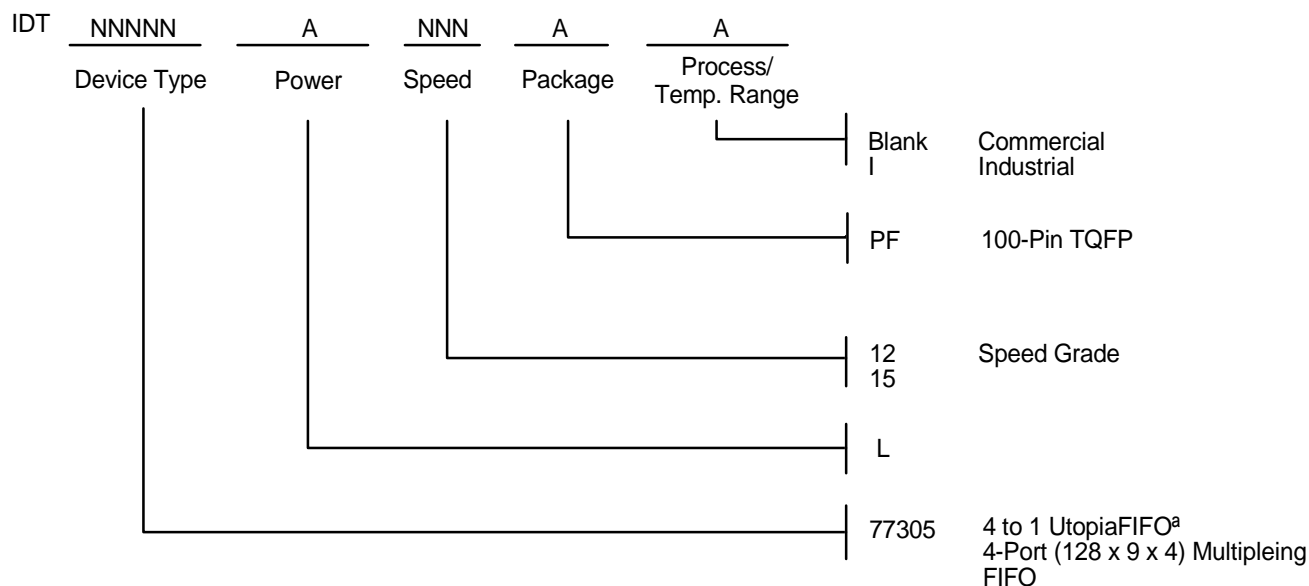 IDT NNNNN A NNN A A
Device Type Power Speed Package Process/
Temp. Range
Blank Commercial
I Industrial
PF 100-Pin TQFP
12 Speed Grade
15
L
77305 4 to 1 UtopiaFIFOª
4-Port (128 x 9 x 4) Multipleing
FIFO